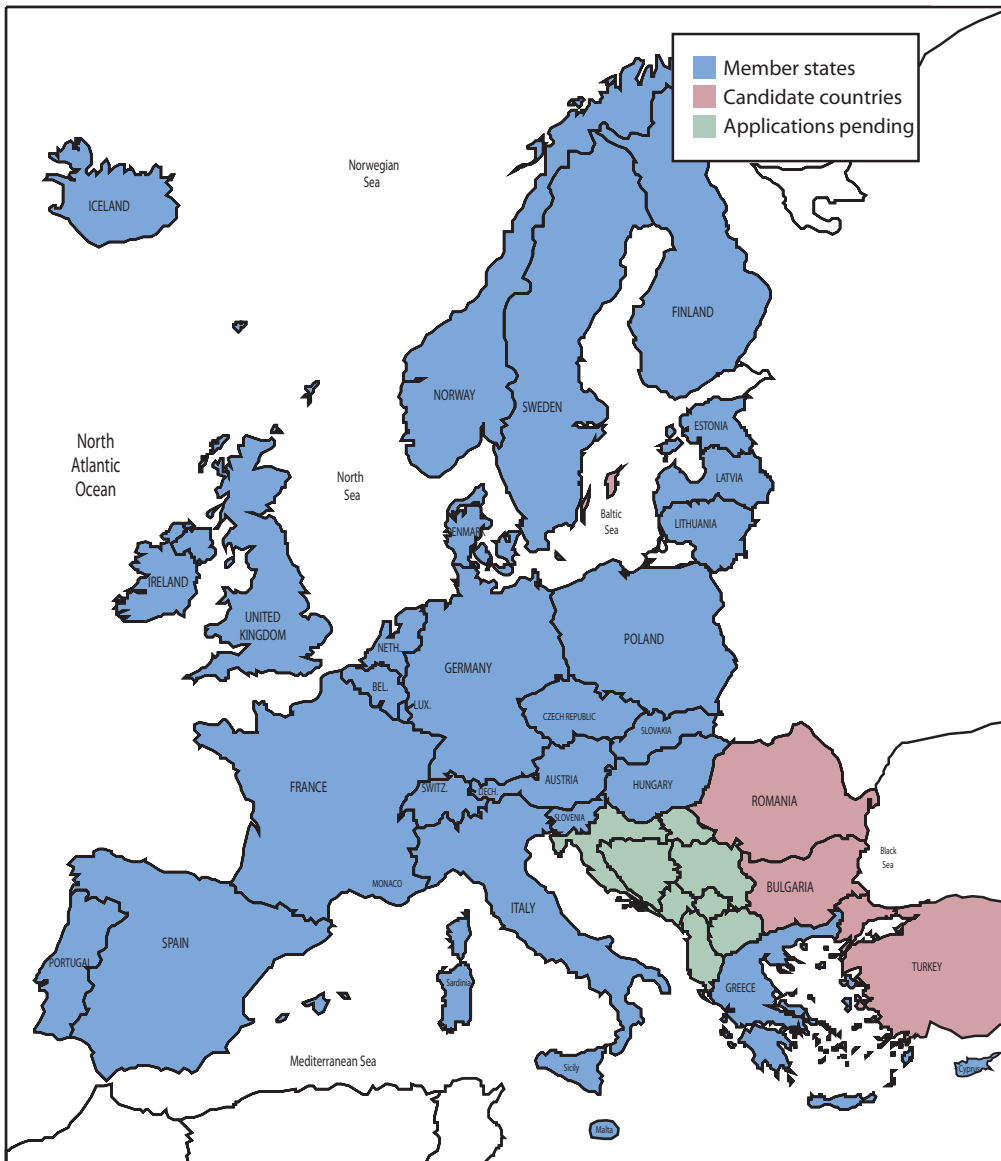 Member states
Candidate countries
Applications pending
Norwegian
Sea
ICELAND
FINLAND
NORWAY
SWEDEN
ESTONIA
North
Atlantic
Ocean
North
Sea
LATVIA
Baltic
Sea
LITHUANIA
DENMARK
IRELAND
UNITED
KINGDOM
NETH.
POLAND
GERMANY
BEL.
LUX.
CZECH REPUBLIC
SLOVAKIA
FRANCE
SWITZ.
LIECH.
AUSTRIA
HUNGARY
ROMANIA
SLOVENIA
Black
Sea
MONACO
BULGARIA
ITALY
SPAIN
PORTUGAL
Sardinia
GREECE
TURKEY
Mediterranean Sea
Sicily
Cyprus
Malta